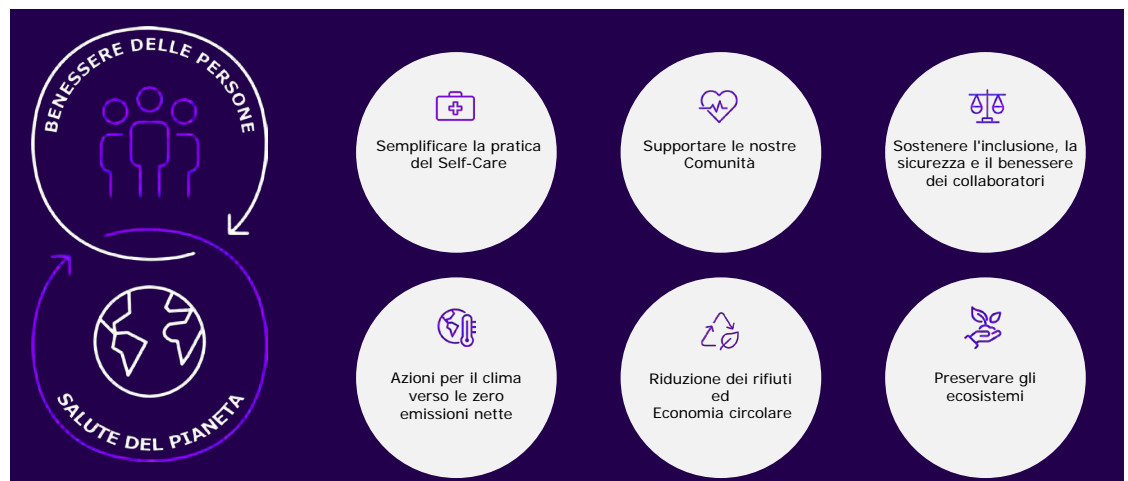 BENESSERE DELLE PERSONE
Semplificare la pratica
del Self-Care
Supportare le nostre
Comunità
Sostenere l'inclusione, la
sicurezza e il benessere
dei collaboratori
SALUTE DEL PIANETA
Azioni per il clima
verso le zero
emissioni nette
Riduzione dei rifiuti
ed
Economia circolare
Preservare gli
ecosistemi